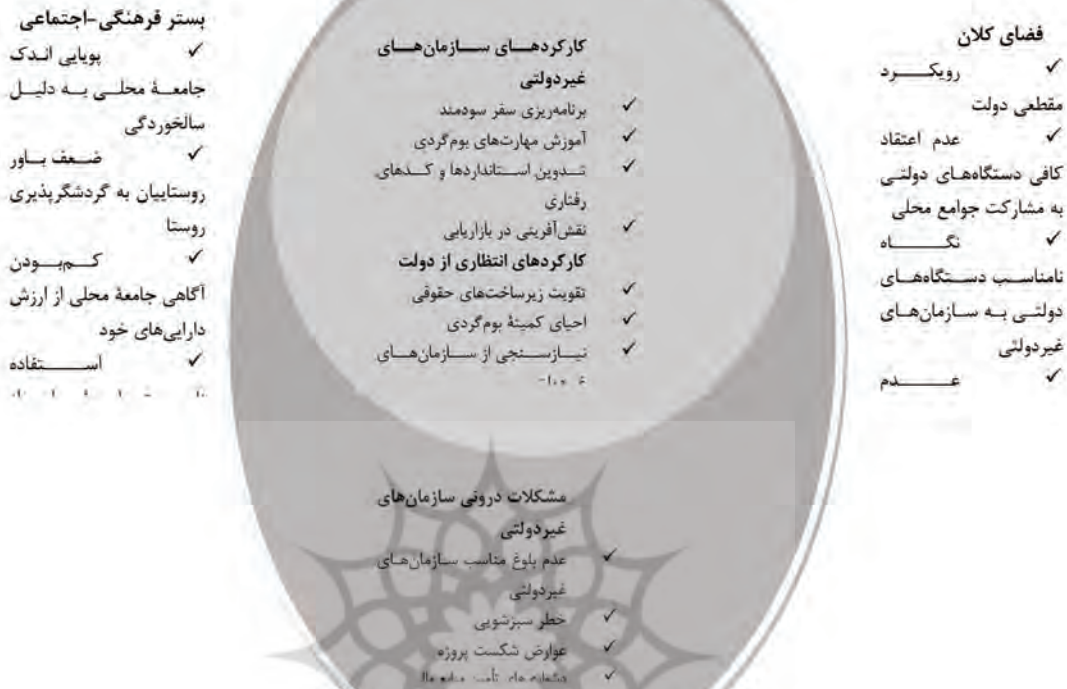 فضای کلان
✓ رویکرد
مقطعی دولت
✓ عدم اعتقاد
کافی دستگاه‌های دولتی
به مشارکت جوامع محلی
✓ نگاه
نامناسب دستگاه‌های
دولتی به سازمان‌های
غیردولتی
✓ عدم
کارکردهای سازمان‌های
غیردولتی
✓ برنامه‌ریزی سفر سودمند
✓ آموزش مهارت‌های بوم‌گردی
✓ تدوین استانداردها و کدهای
رفتاری
✓ نقش‌آفرینی در بازاریابی
کارکردهای انتظاری از دولت
✓ تقویت زیرساخت‌های حقوقی
✓ احیای کمیتهٔ بوم‌گردی
✓ نیازسنجی از سازمان‌های
مشکلات درونی سازمان‌های
غیردولتی
✓ عدم بلوغ مناسب سازمان‌های
غیردولتی
✓ خطر سبزشویی
✓ عوارض شکست پروژه
✓
بستر فرهنگی-اجتماعی
✓ پویایی اندک
جامعهٔ محلی به دلیل
سالخوردگی
✓ ضعف باور
روستاییان به گردشگرپذیری
روستا
✓ کم‌بودن
آگاهی جامعهٔ محلی از ارزش
دارایی‌های خود
✓ استفاده